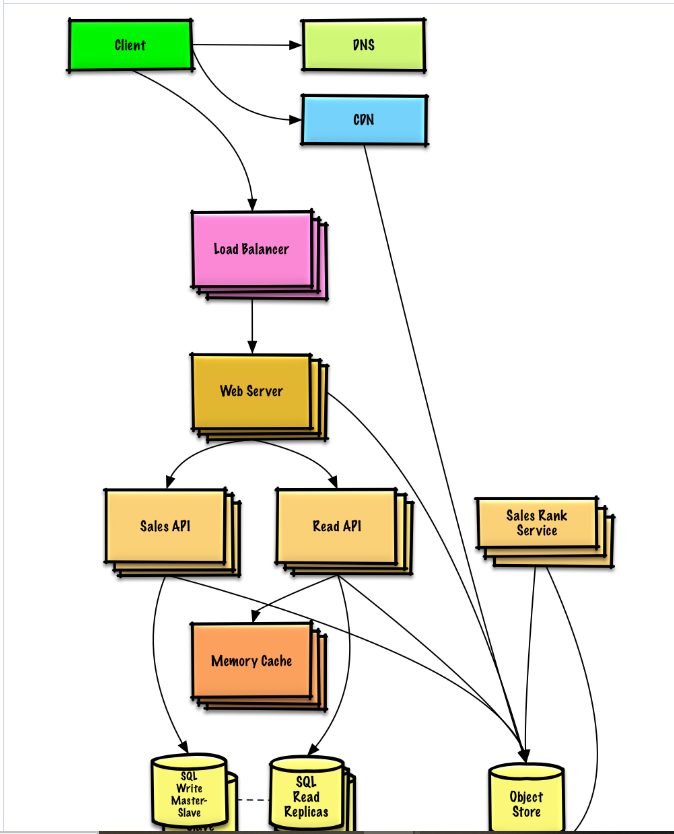 Client
DNS
CDN
Load Balancer
Web Server
Sales API
Read API
Sales Rank
Service
Memory Cache
SQL
Write
Master-
Slave
Slave
SQL
Read
Replicas
Object
Store